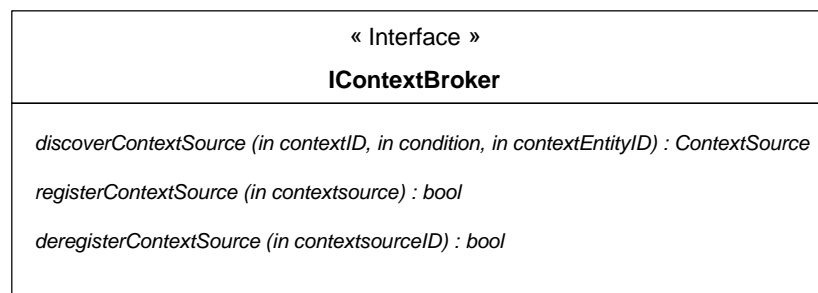 « Interface »
IContextBroker
discoverContextSource (in contextID, in condition, in contextEntityID) : ContextSource
registerContextSource (in contextsource) : bool
deregisterContextSource (in contextsourceID) : bool